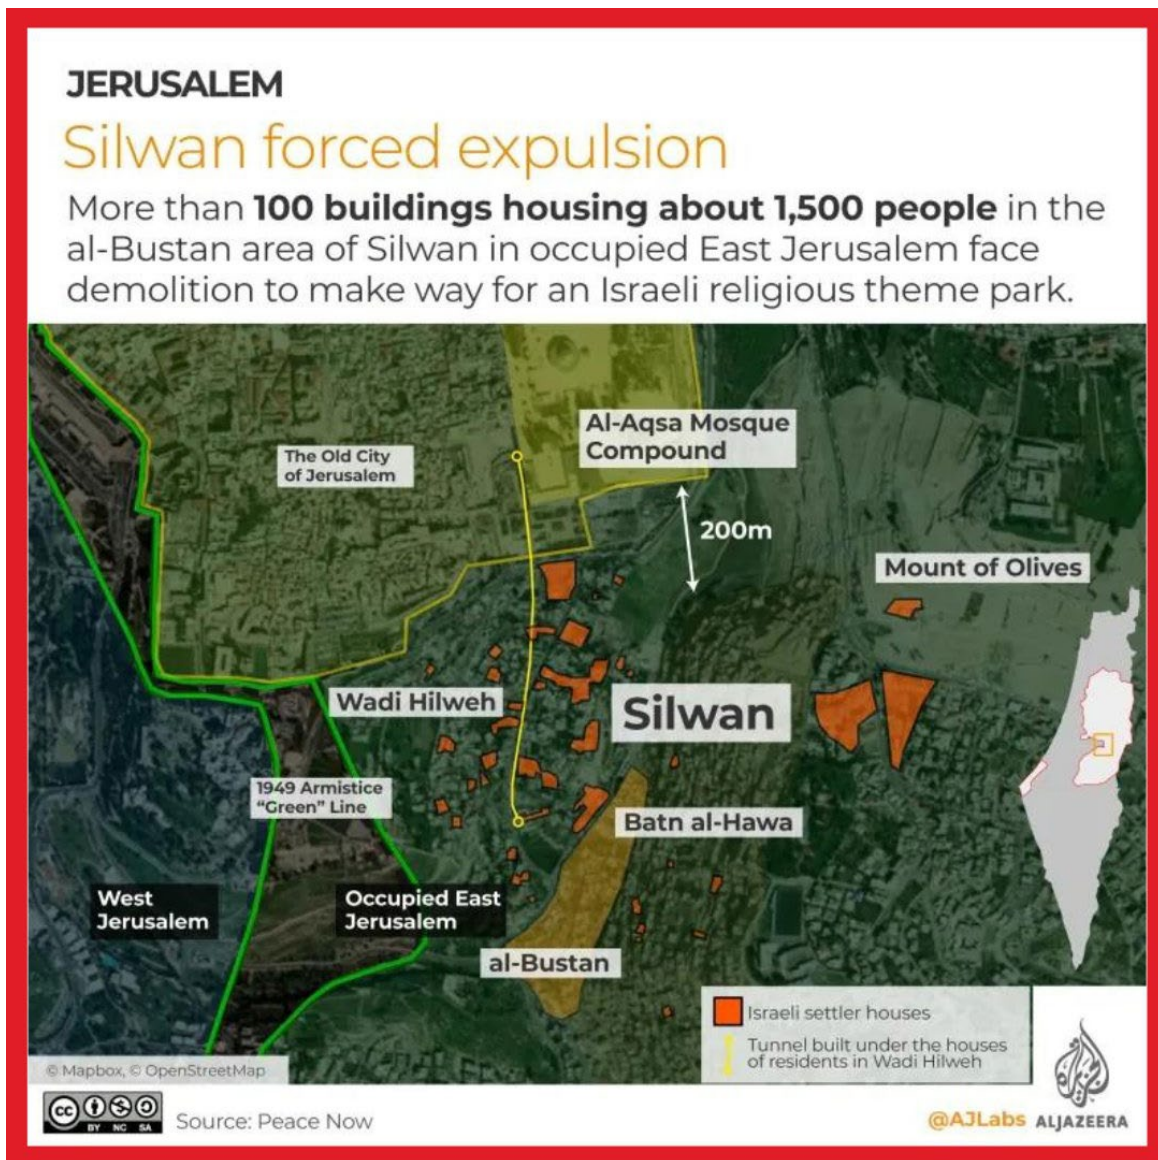 JERUSALEM
Silwan forced expulsion
More than 100 buildings housing about 1,500 people in the
al-Bustan area of Silwan in occupied East Jerusalem face
demolition to make way for an Israeli religious theme park.
The Old City
of Jerusalem
Al-Aqsa Mosque
Compound
200m
Mount of Olives
Wadi Hilweh
Silwan
1949 Armistice
“Green” Line
Batn al-Hawa
West
Jerusalem
Occupied East
Jerusalem
al-Bustan
Israeli settler houses
Tunnel built under the houses
of residents in Wadi Hilweh
© Mapbox, © OpenStreetMap
cc BY NC SA
Source: Peace Now
@AJLabs ALJAZEERA